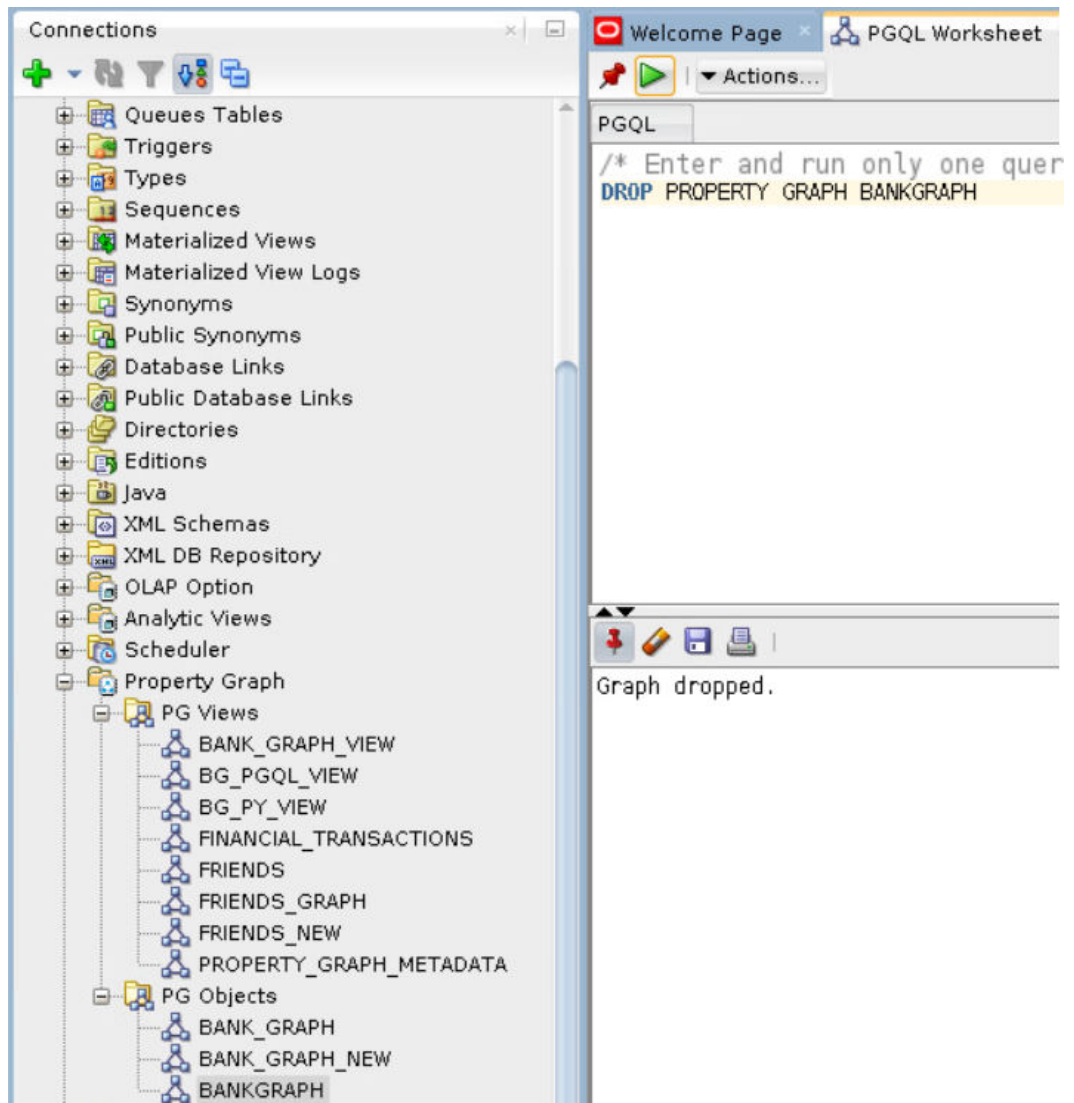 Connections
Queues Tables
Triggers
Types
Sequences
Materialized Views
Materialized View Logs
Synonyms
Public Synonyms
Database Links
Public Database Links
Directories
Editions
Java
XML Schemas
XML DB Repository
OLAP Option
Analytic Views
Scheduler
Property Graph
PG Views
BANK_GRAPH_VIEW
BG_PGQL_VIEW
BG_PY_VIEW
FINANCIAL_TRANSACTIONS
FRIENDS
FRIENDS_GRAPH
FRIENDS_NEW
PROPERTY_GRAPH_METADATA
PG Objects
BANK_GRAPH
BANK_GRAPH_NEW
BANKGRAPH
Welcome Page
PGQL Worksheet
Actions...
PGQL
/* Enter and run only one quer
DROP PROPERTY GRAPH BANKGRAPH
Graph dropped.